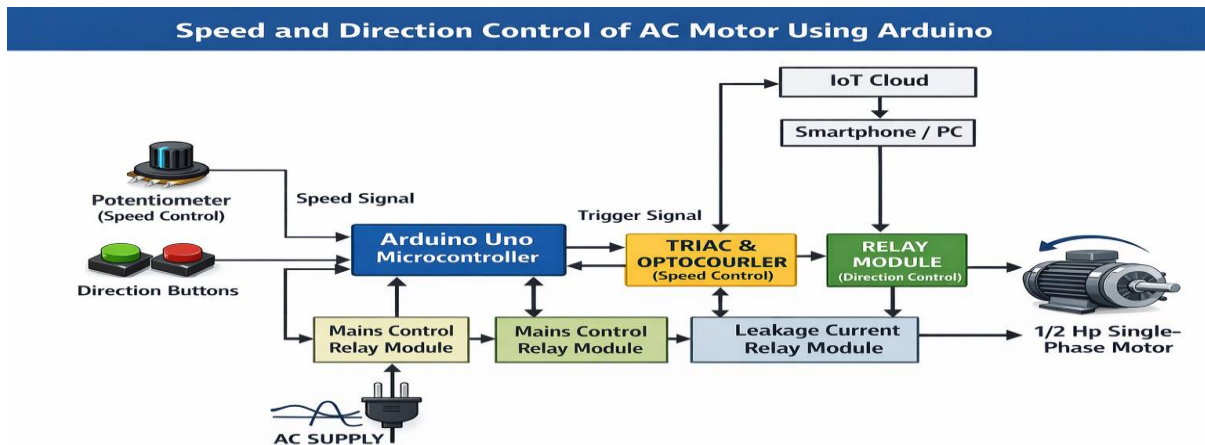 Speed and Direction Control of AC Motor Using Arduino
IoT Cloud
Smartphone / PC
Potentiometer
(Speed Control)
Speed Signal
Trigger Signal
Arduino Uno
Microcontroller
TRIAC &
OPTOCOURLER
(Speed Control)
RELAY
MODULE
(Direction Control)
Direction Buttons
Mains Control
Relay Module
Mains Control
Relay Module
Leakage Current
Relay Module
1/2 Hp Single-
Phase Motor
AC SUPPLY